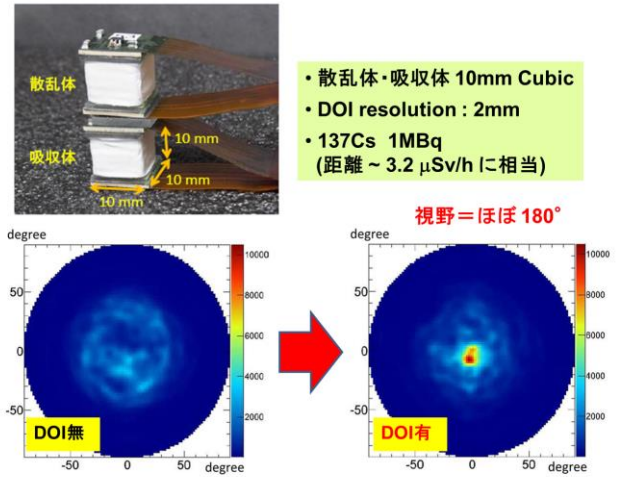 散乱体
吸収体
10 mm
10 mm
10 mm
・散乱体・吸収体 10mm Cubic
・DOI resolution : 2mm
・137Cs 1MBq
(距離 ~ 3.2 μSv/h に相当)
視野=ほぼ 180°
degree
50
0
-50
-50
0
50
degree
10000
8000
6000
4000
2000
DOI無
degree
50
0
-50
-50
0
50
degree
10000
8000
6000
4000
2000
DOI有